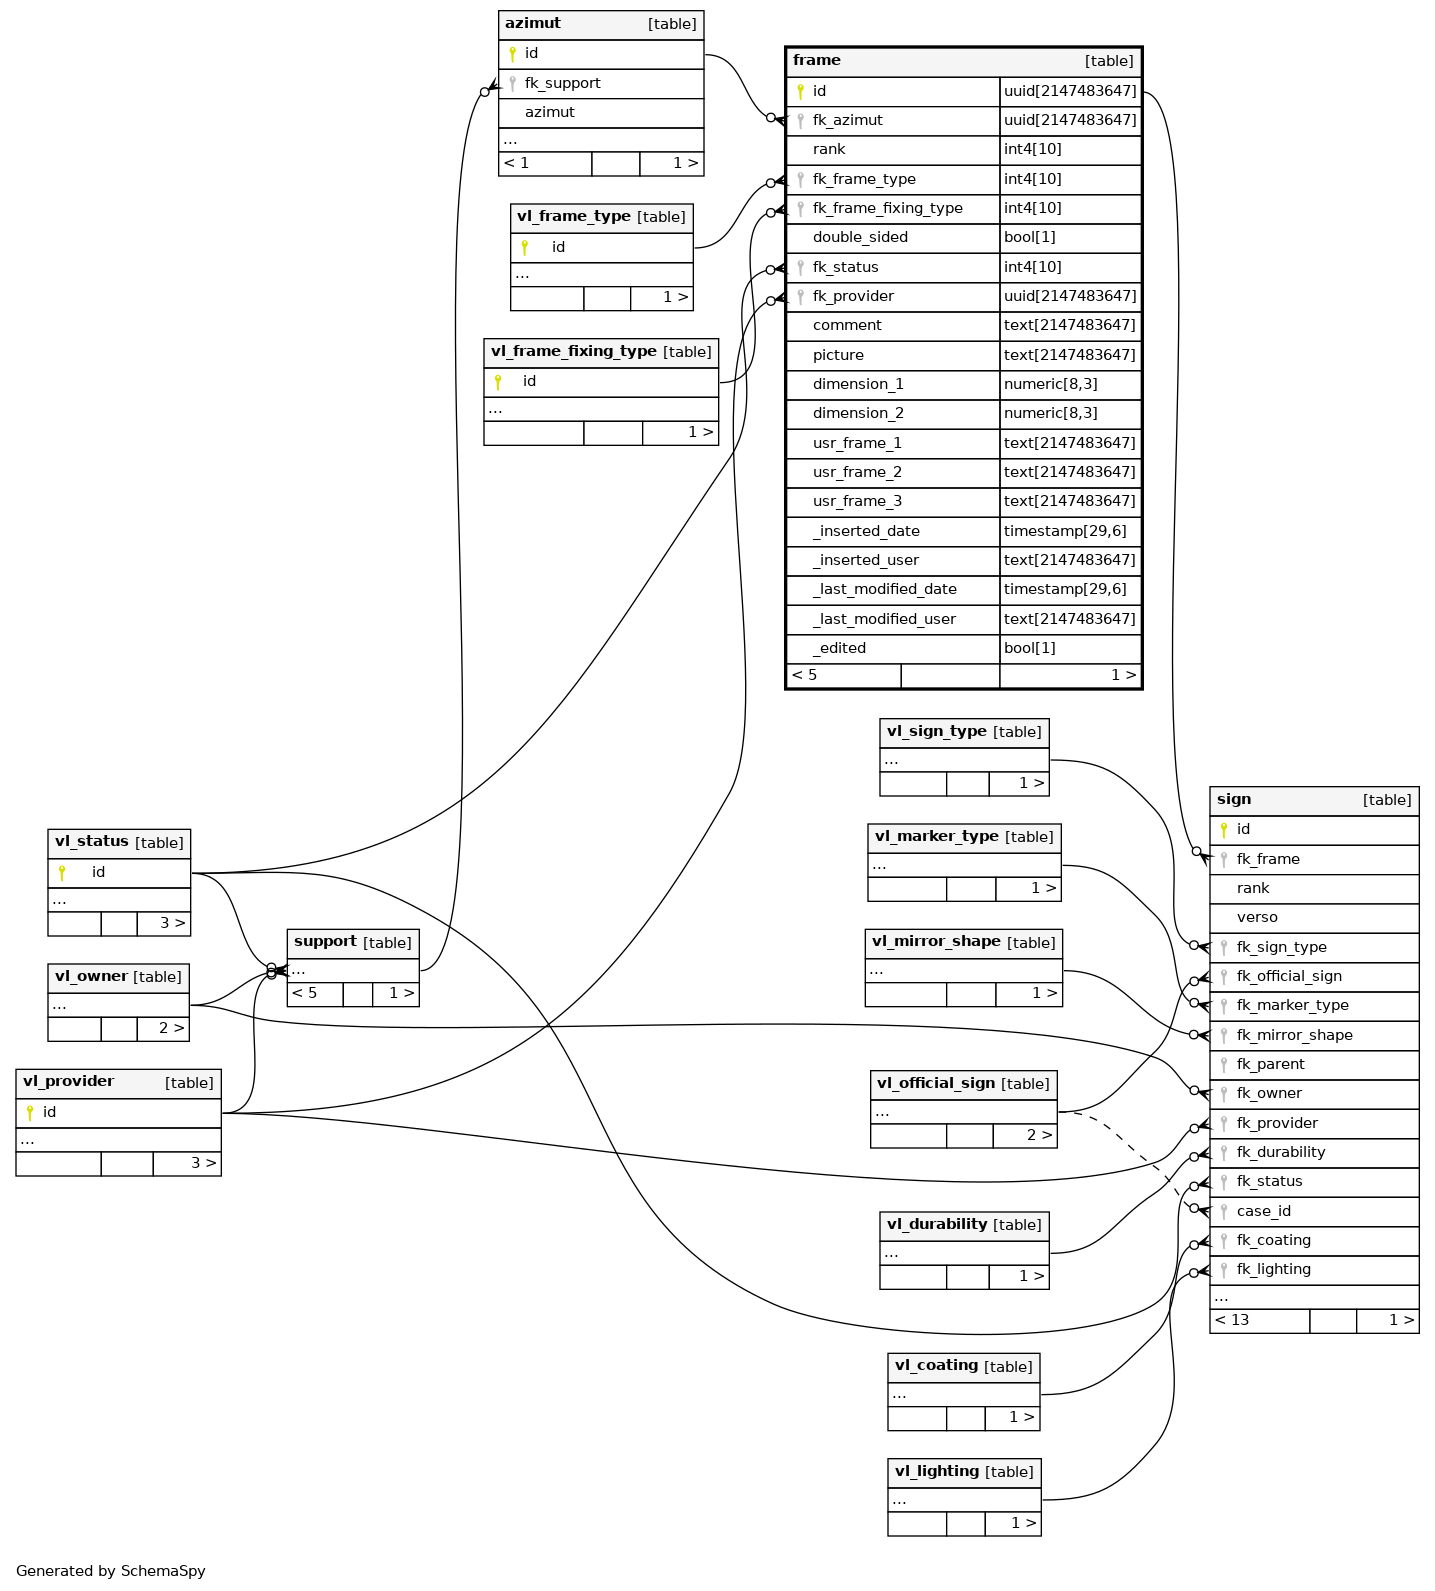 azimut [table]
id
fk_support
azimut
...
< 1 1 >
frame [table]
id uuid[2147483647]
fk_azimut uuid[2147483647]
rank int4[10]
fk_frame_type int4[10]
fk_frame_fixing_type int4[10]
double_sided bool[1]
fk_status int4[10]
fk_provider uuid[2147483647]
comment text[2147483647]
picture text[2147483647]
dimension_1 numeric[8,3]
dimension_2 numeric[8,3]
usr_frame_1 text[2147483647]
usr_frame_2 text[2147483647]
usr_frame_3 text[2147483647]
_inserted_date timestamp[29,6]
_inserted_user text[2147483647]
_last_modified_date timestamp[29,6]
_last_modified_user text[2147483647]
_edited bool[1]
< 5 1 >
vl_frame_type [table]
id
...
1 >
vl_frame_fixing_type [table]
id
...
1 >
vl_sign_type [table]
...
1 >
vl_marker_type [table]
...
1 >
vl_mirror_shape [table]
...
1 >
vl_official_sign [table]
...
2 >
vl_durability [table]
...
1 >
vl_coating [table]
...
1 >
vl_lighting [table]
...
1 >
sign [table]
id
fk_frame
rank
verso
fk_sign_type
fk_official_sign
fk_marker_type
fk_mirror_shape
fk_parent
fk_owner
fk_provider
fk_durability
fk_status
case_id
fk_coating
fk_lighting
...
< 13 1 >
vl_status [table]
id
...
3 >
vl_owner [table]
...
2 >
vl_provider [table]
id
...
3 >
support [table]
...
< 5 1 >
Generated by SchemaSpy